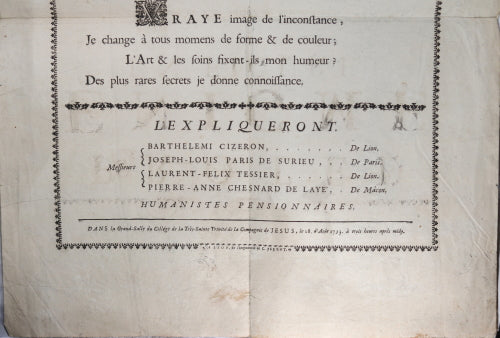 VRAYE image de l'inconstance,
Je change à tous momens de forme & de couleur;
L'Art & les soins fixent-ils mon humeur?
Des plus rares secrets je donne connoissance.
L'EXPLIQUERONT.
Messieurs
BARTHELEMI CIZERON, . . . . . . . . De Lion.
JOSEPH-LOUIS PARIS DE SURIEU, . . . De Paris.
LAURENT-FELIX TESSIER, . . . . . . . De Lion.
PIERRE-ANNE CHESNARD DE LAYE, . . De Mâcon.
HUMANISTES PENSIONNAIRES.
DANS la Grand-Salle du Collége de la Très-Sainte Trinité de la Compagnie de JESUS, le 28. d'Août 1753. à trois heures après midy.